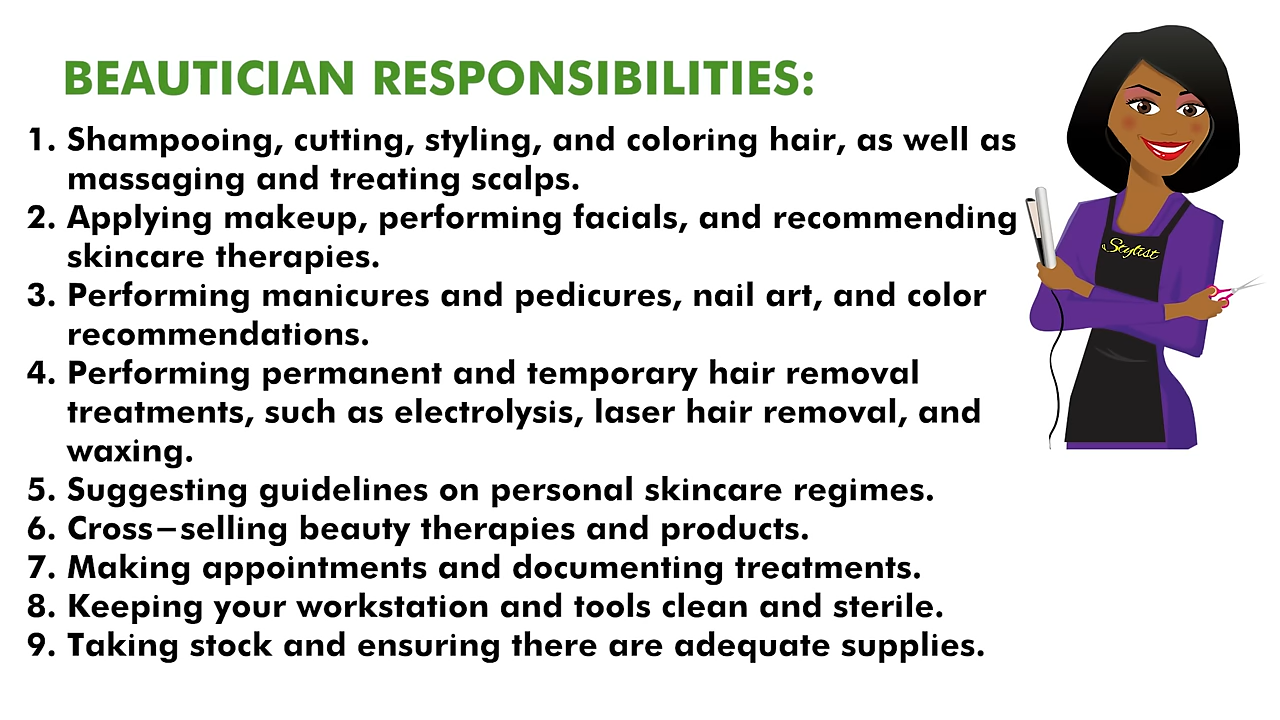 BEAUTICIAN RESPONSIBILITIES:
1. Shampooing, cutting, styling, and coloring hair, as well as
massaging and treating scalps.
2. Applying makeup, performing facials, and recommending
skincare therapies.
3. Performing manicures and pedicures, nail art, and color
recommendations.
4. Performing permanent and temporary hair removal
treatments, such as electrolysis, laser hair removal, and
waxing.
5. Suggesting guidelines on personal skincare regimes.
6. Cross–selling beauty therapies and products.
7. Making appointments and documenting treatments.
8. Keeping your workstation and tools clean and sterile.
9. Taking stock and ensuring there are adequate supplies.
Stylist